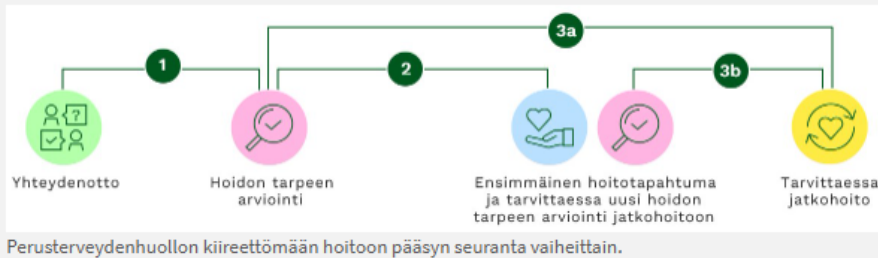 3a
1
2
3b
?
Yhteydenotto
Hoidon tarpeen
arviointi
Ensimmäinen hoitotapahtuma
ja tarvittaessa uusi hoidon
tarpeen arviointi jatkohoitoon
Tarvittaessa
jatkohoito
Perusterveydenhuollon kiireettömään hoitoon pääsyn seuranta vaiheittain.